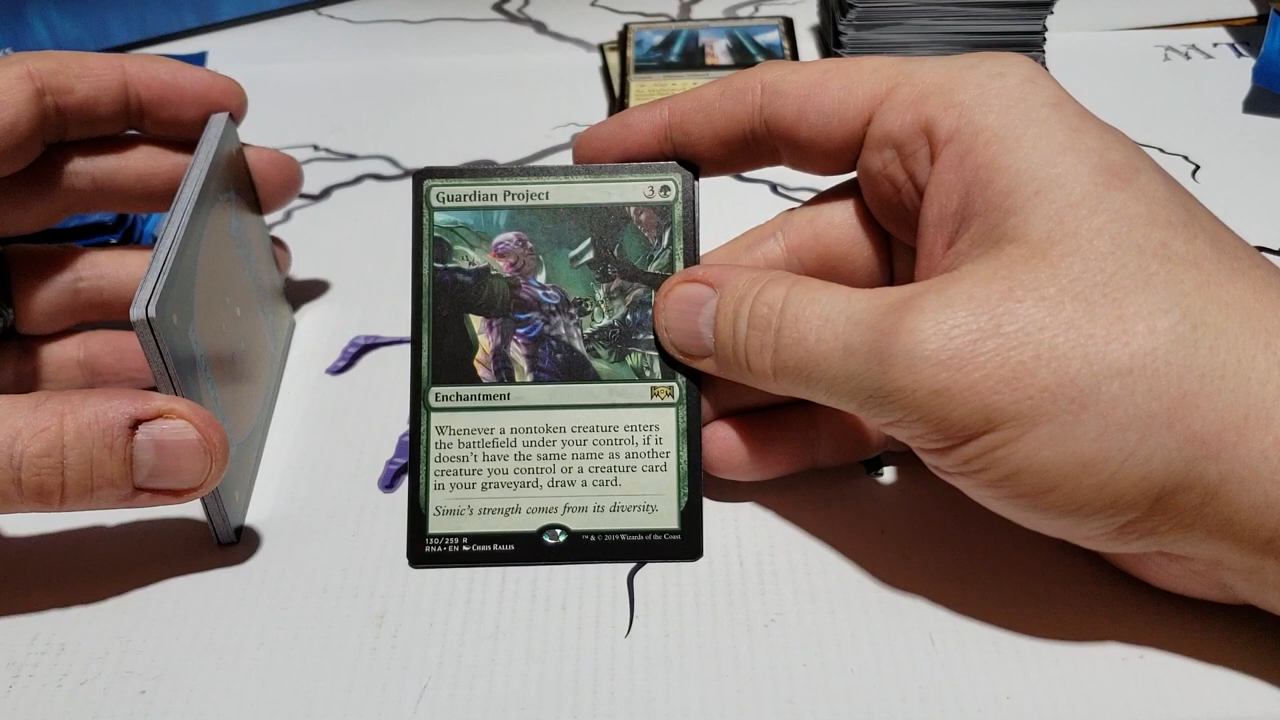 Guardian Project 3
Enchantment
Whenever a nontoken creature enters
the battlefield under your control, if it
doesn't have the same name as another
creature you control or a creature card
in your graveyard, draw a card.
Simic's strength comes from its diversity.
130/259 R
RNA • EN Chris Rallis
™ & © 2019 Wizards of the Coast